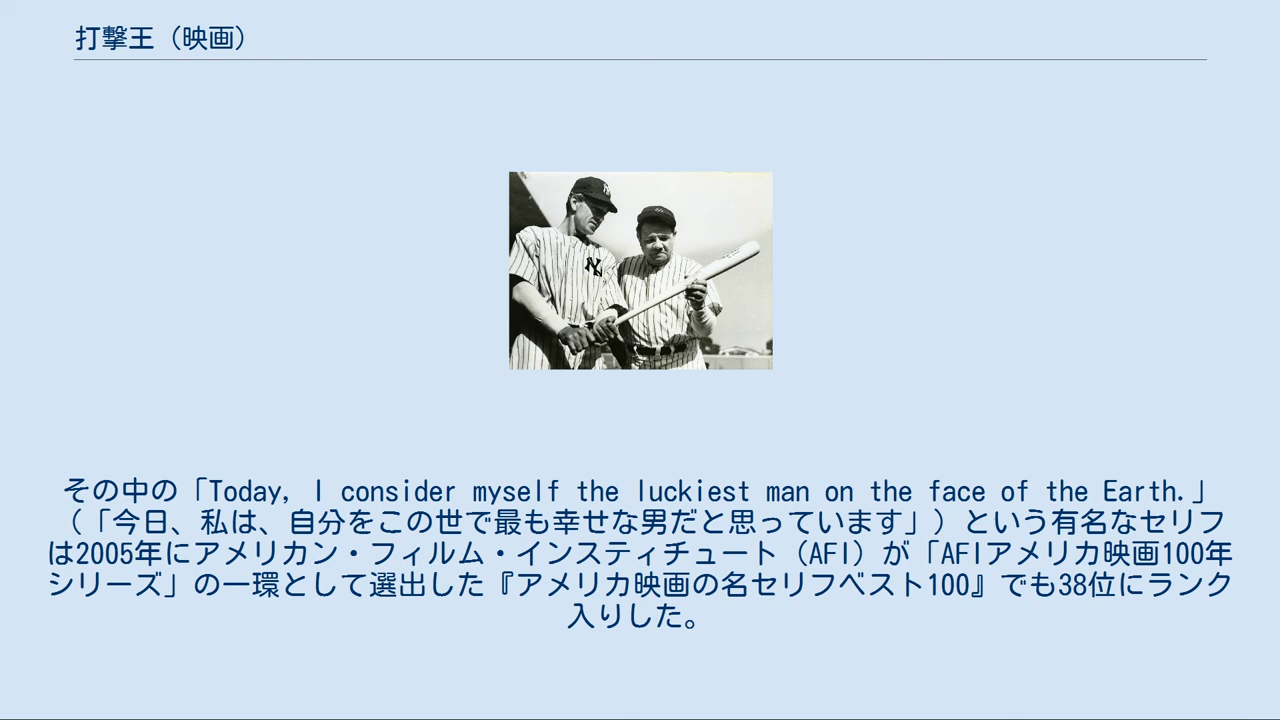 打撃王（映画）
その中の「Today, I consider myself the luckiest man on the face of the Earth.」
（「今日、私は、自分をこの世で最も幸せな男だと思っています」）という有名なセリフ
は2005年にアメリカン・フィルム・インスティチュート（AFI）が「AFIアメリカ映画100年
シリーズ」の一環として選出した『アメリカ映画の名セリフベスト100』でも38位にランク
入りした。